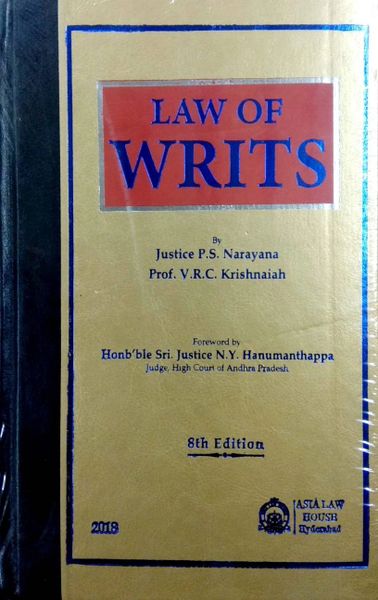 LAW OF
WRITS
By
Justice P.S. Narayana
Prof. V.R.C. Krishnaiah
Foreword by
Honb'ble Sri. Justice N.Y. Hanumanthappa
Judge, High Court of Andhra Pradesh
8th Edition
2018
ASIA LAW
HOUSE
Hyderabad